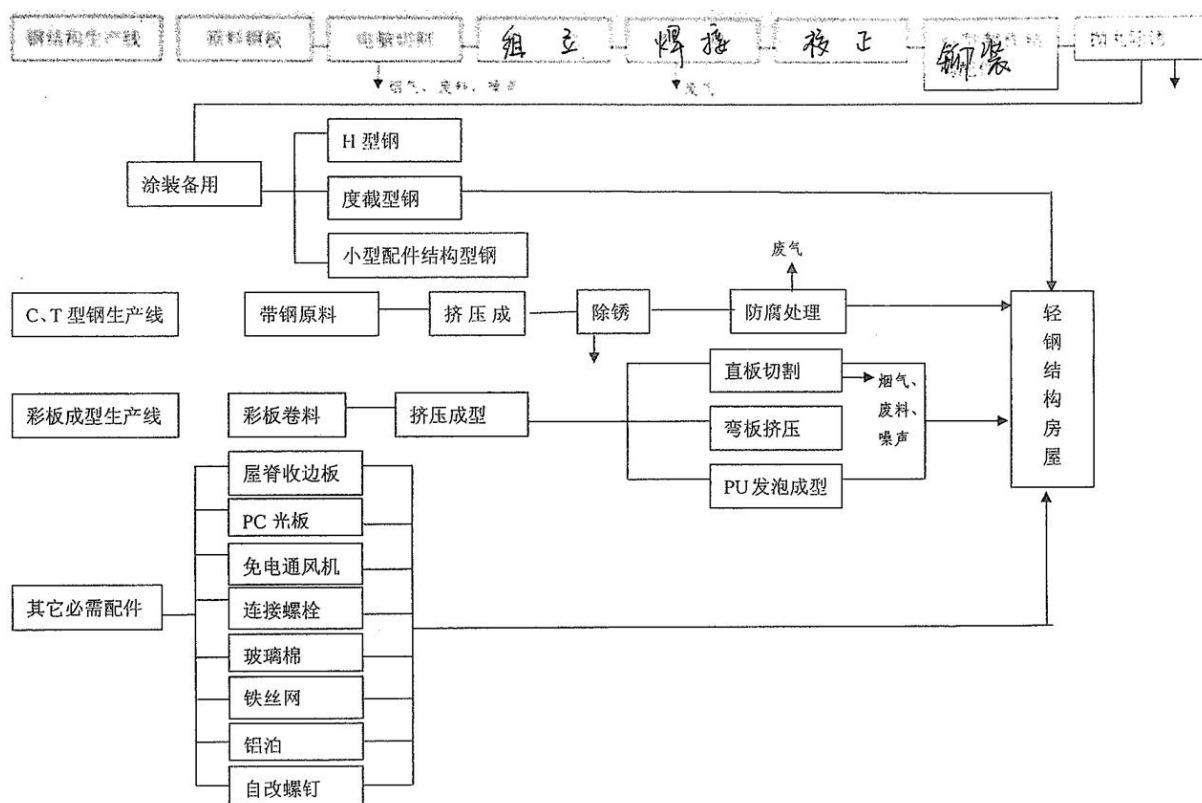 钢结构生产线
原料钢板
电脑切割
组立
焊接
校正
铆装
烟气、废料、噪声
废气
H 型钢
涂装备用
度截型钢
小型配件结构型钢
废气
C、T 型钢生产线
带钢原料
挤 压 成
除锈
防腐处理
轻钢结构房屋
直板切割
烟气、
废料、
噪声
彩板成型生产线
彩板卷料
挤压成型
弯板挤压
PU 发泡成型
屋脊收边板
PC 光板
免电通风机
其它必需配件
连接螺栓
玻璃棉
铁丝网
铝泊
自改螺钉